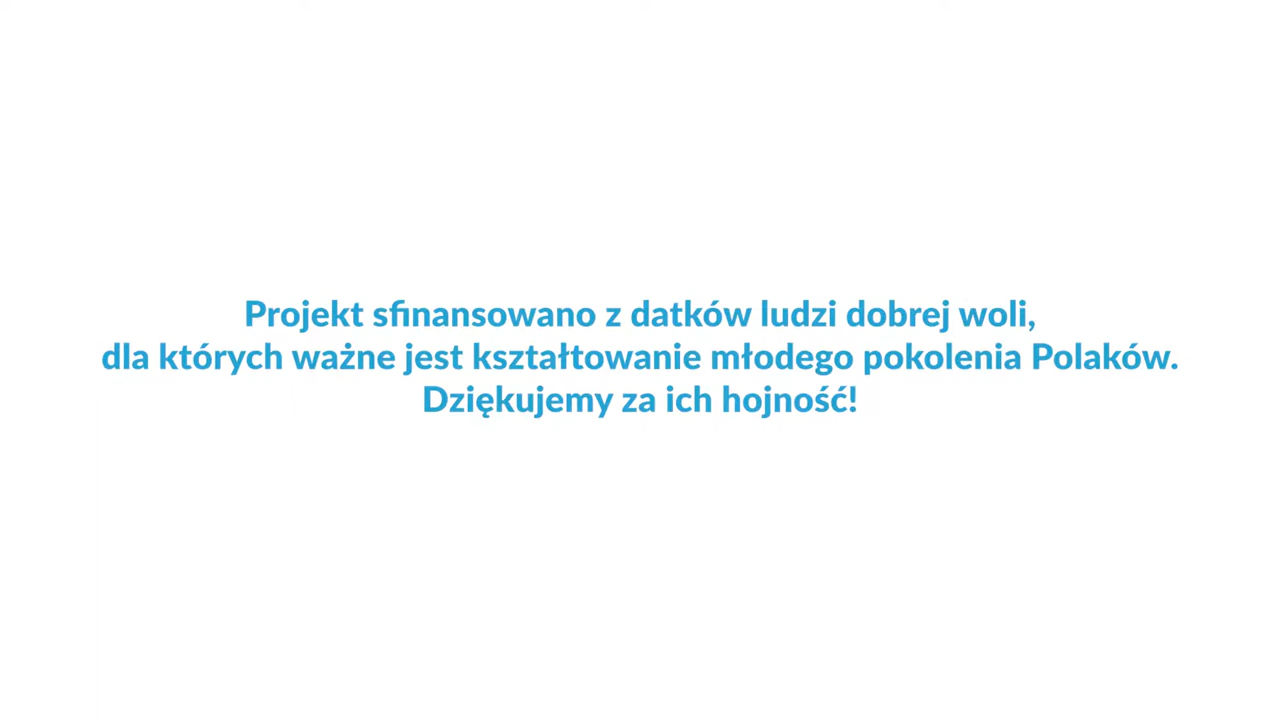 Projekt sfinansowano z datków ludzi dobrej woli,
dla których ważne jest kształtowanie młodego pokolenia Polaków.
Dziękujemy za ich hojność!